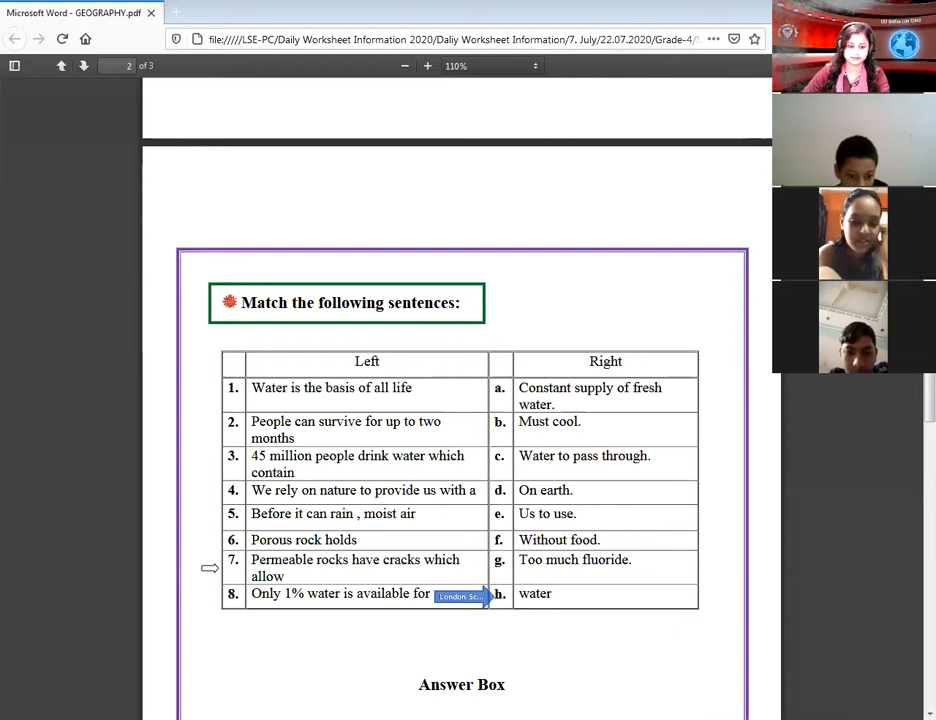 Microsoft Word - GEOGRAPHY.pdf
file://///LSE-PC/Daily Worksheet Information 2020/Daliy Worksheet Information/7. July/22.07.2020/Grade-4/
2 of 3
110%
Match the following sentences:
Left Right
1. Water is the basis of all life a. Constant supply of fresh
water.
2. People can survive for up to two b. Must cool.
months
3. 45 million people drink water which c. Water to pass through.
contain
4. We rely on nature to provide us with a d. On earth.
5. Before it can rain , moist air e. Us to use.
6. Porous rock holds f. Without food.
7. Permeable rocks have cracks which g. Too much fluoride.
allow
8. Only 1% water is available for London Sc... h. water
Answer Box